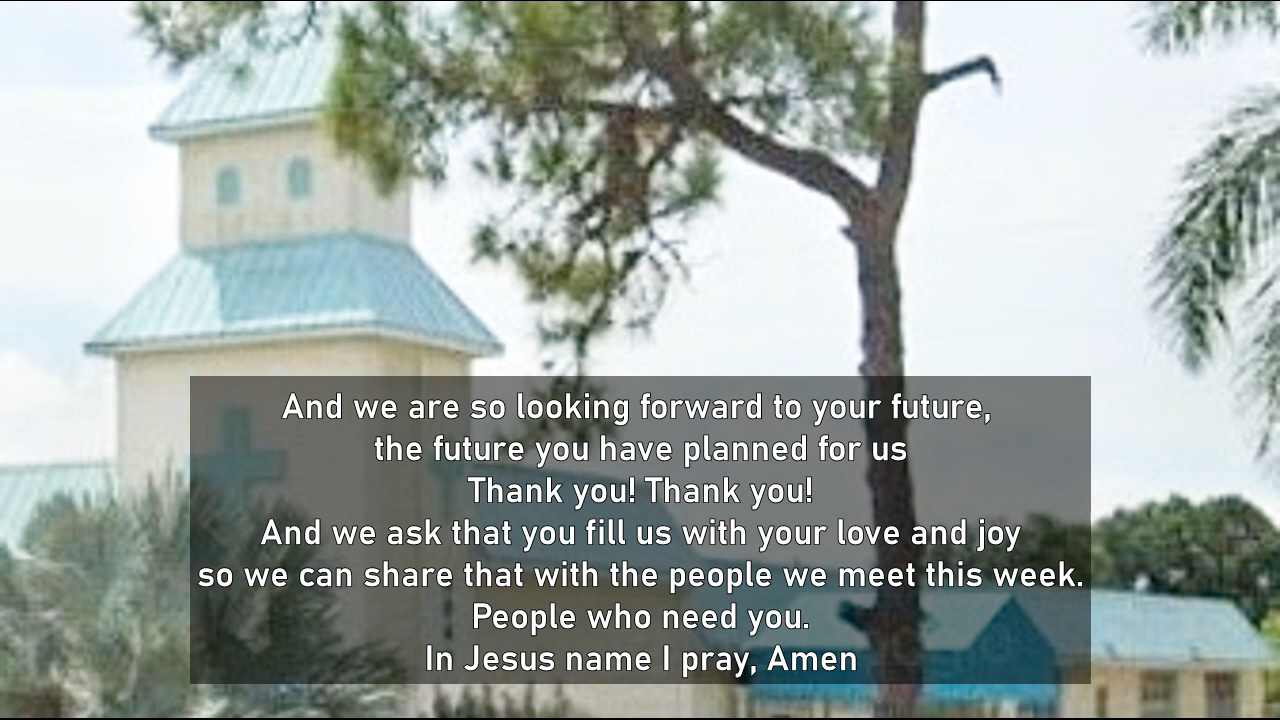 And we are so looking forward to your future,
the future you have planned for us
Thank you! Thank you!
And we ask that you fill us with your love and joy
so we can share that with the people we meet this week.
People who need you.
In Jesus name I pray, Amen